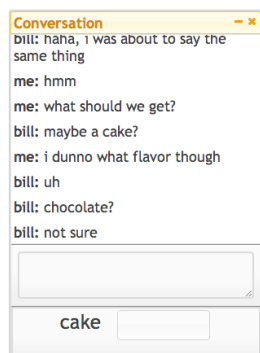 Conversation
bill: haha, i was about to say the
same thing
me: hmm
me: what should we get?
bill: maybe a cake?
me: i dunno what flavor though
bill: uh
bill: chocolate?
bill: not sure
cake